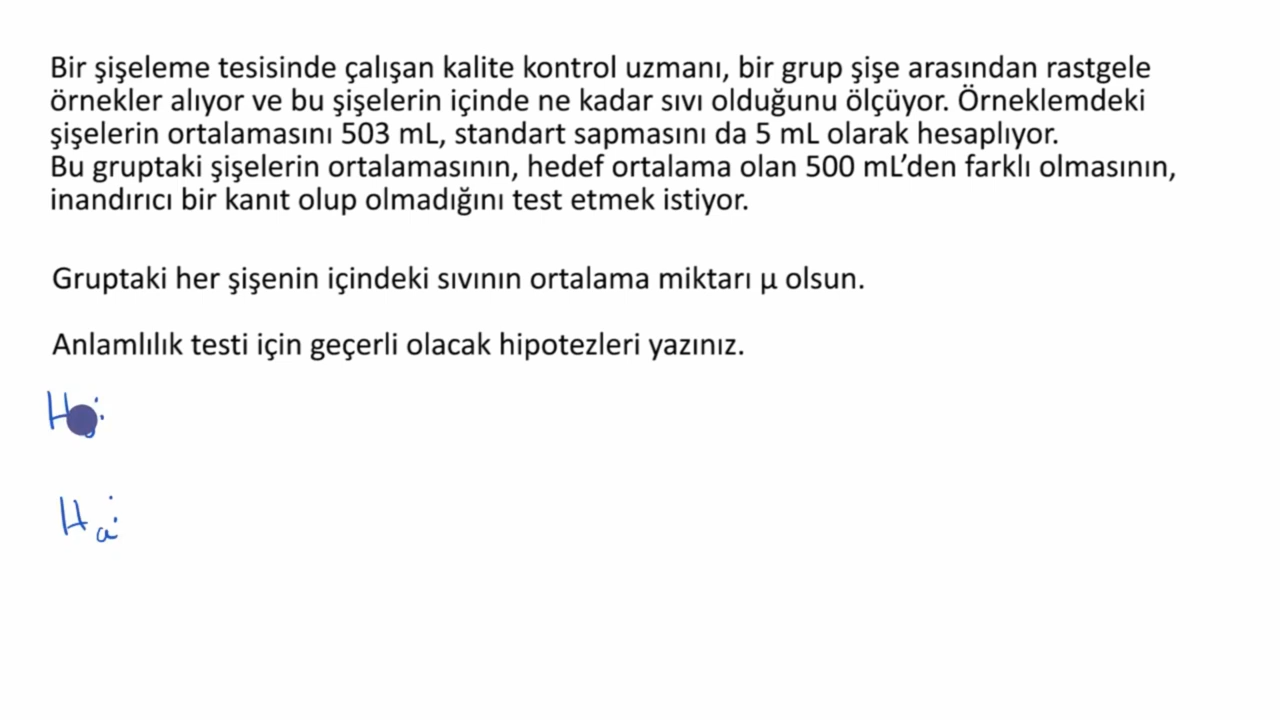 Bir şişeleme tesisinde çalışan kalite kontrol uzmanı, bir grup şişe arasından rastgele
örnekler alıyor ve bu şişelerin içinde ne kadar sıvı olduğunu ölçüyor. Örneklemdeki
şişelerin ortalamasını 503 mL, standart sapmasını da 5 mL olarak hesaplıyor.
Bu gruptaki şişelerin ortalamasının, hedef ortalama olan 500 mL’den farklı olmasının,
inandırıcı bir kanıt olup olmadığını test etmek istiyor.
Gruptaki her şişenin içindeki sıvının ortalama miktarı μ olsun.
Anlamlılık testi için geçerli olacak hipotezleri yazınız.
H
Ha: